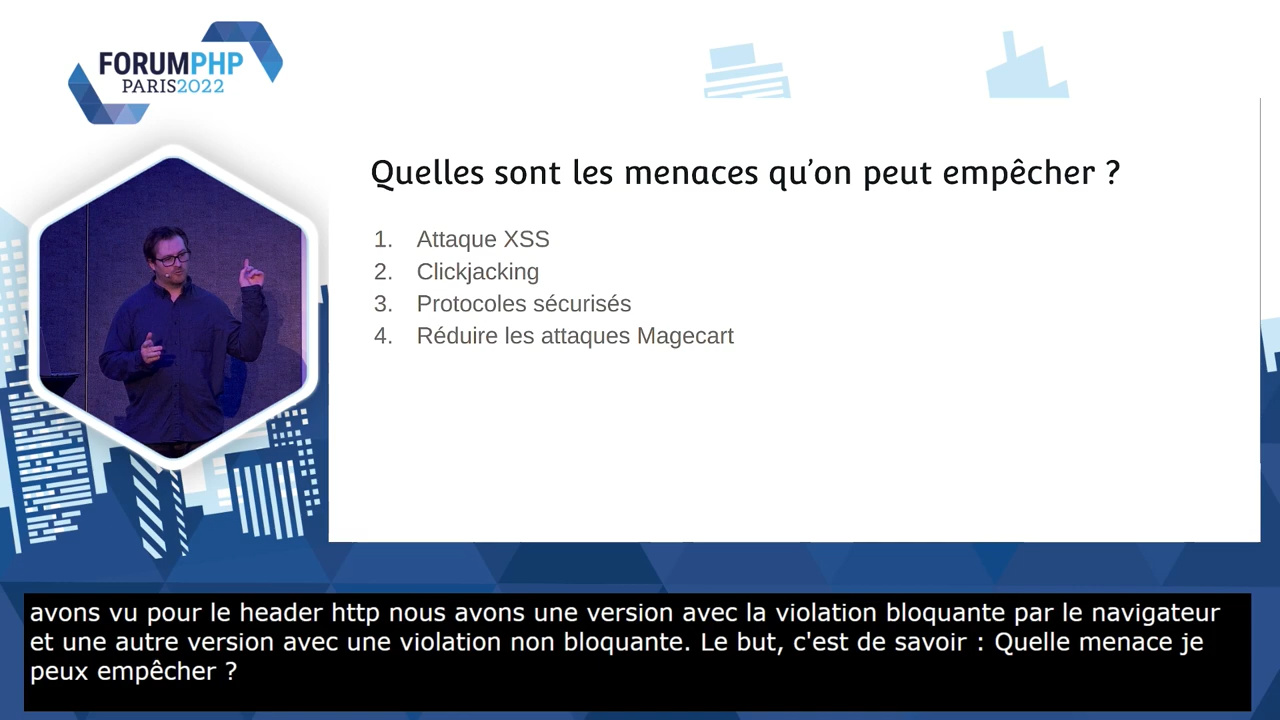 FORUMPHP
PARIS2022
Quelles sont les menaces qu'on peut empêcher ?
1. Attaque XSS
2. Clickjacking
3. Protocoles sécurisés
4. Réduire les attaques Magecart
avons vu pour le header http nous avons une version avec la violation bloquante par le navigateur
et une autre version avec une violation non bloquante. Le but, c'est de savoir : Quelle menace je
peux empêcher ?